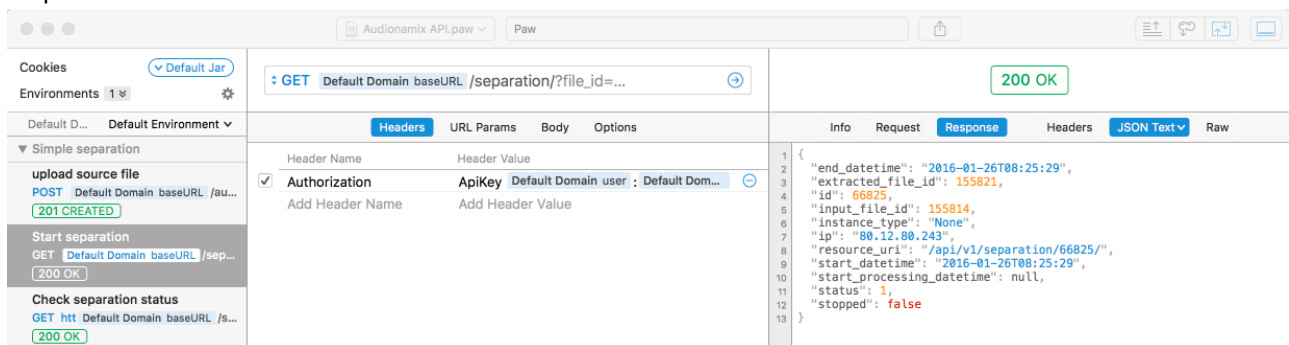 Audionamix API.paw
Paw
Cookies
Default Jar
Environments 1
Default D... Default Environment
Simple separation
upload source file
POST Default Domain baseURL /au...
201 CREATED
Start separation
GET Default Domain baseURL /sep...
200 OK
Check separation status
GET htt Default Domain baseURL /s...
200 OK
GET Default Domain baseURL /separation/?file_id=...
Headers URL Params Body Options
Header Name Header Value
Authorization ApiKey Default Domain user : Default Dom...
Add Header Name Add Header Value
200 OK
Info Request Response Headers JSON Text Raw
1 {
2 "end_datetime": "2016-01-26T08:25:29",
3 "extracted_file_id": 155821,
4 "id": 66825,
5 "input_file_id": 155814,
6 "instance_type": "None",
7 "ip": "80.12.80.243",
8 "resource_uri": "/api/v1/separation/66825/",
9 "start_datetime": "2016-01-26T08:25:29",
10 "start_processing_datetime": null,
11 "status": 1,
12 "stopped": false
13 }